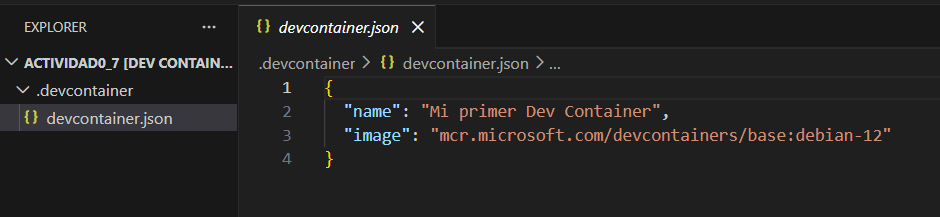 EXPLORER
ACTIVIDAD0_7 [DEV CONTAIN...
.devcontainer
{} devcontainer.json
{} devcontainer.json
.devcontainer > {} devcontainer.json > ...
1 {
2 "name": "Mi primer Dev Container",
3 "image": "mcr.microsoft.com/devcontainers/base:debian-12"
4 }